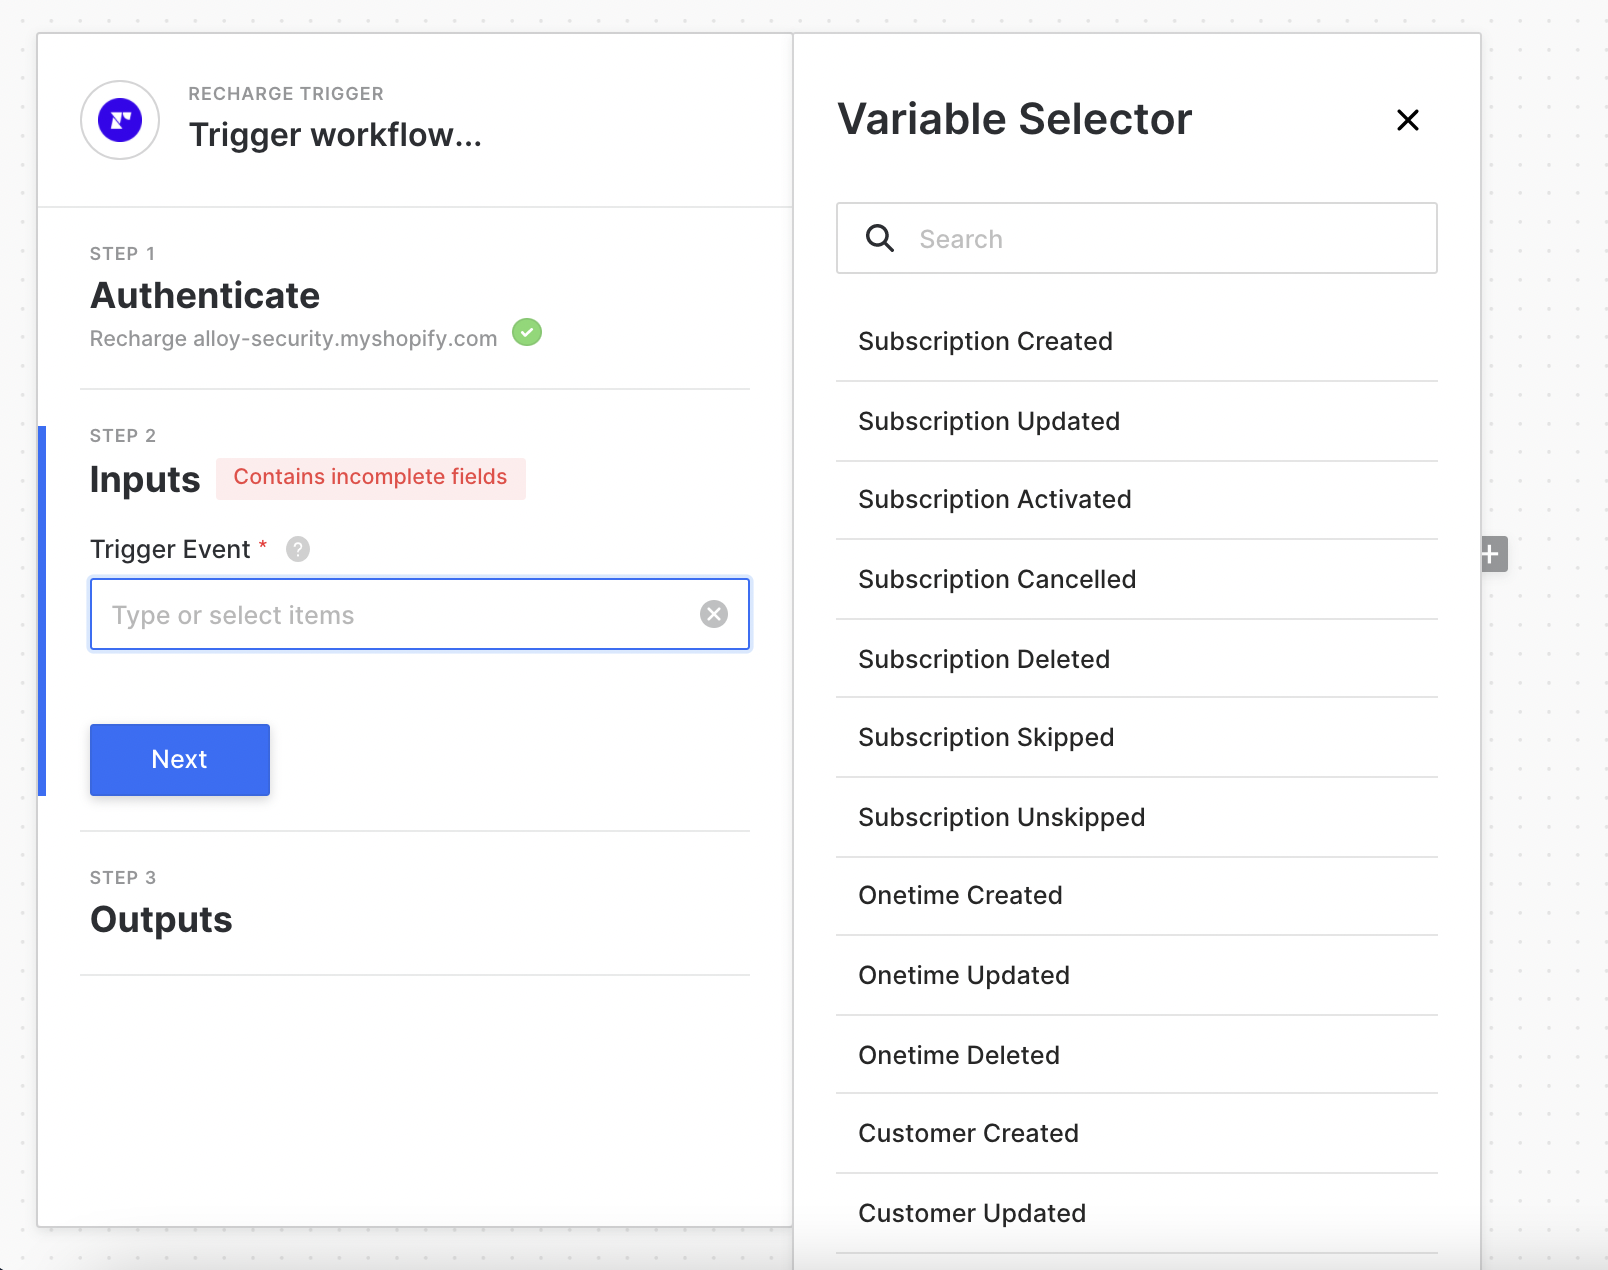 RECHARGE TRIGGER
Trigger workflow...
STEP 1
Authenticate
Recharge alloy-security.myshopify.com
STEP 2
Inputs Contains incomplete fields
Trigger Event * ?
Type or select items
Next
STEP 3
Outputs
Variable Selector
Search
Subscription Created
Subscription Updated
Subscription Activated
Subscription Cancelled
Subscription Deleted
Subscription Skipped
Subscription Unskipped
Onetime Created
Onetime Updated
Onetime Deleted
Customer Created
Customer Updated